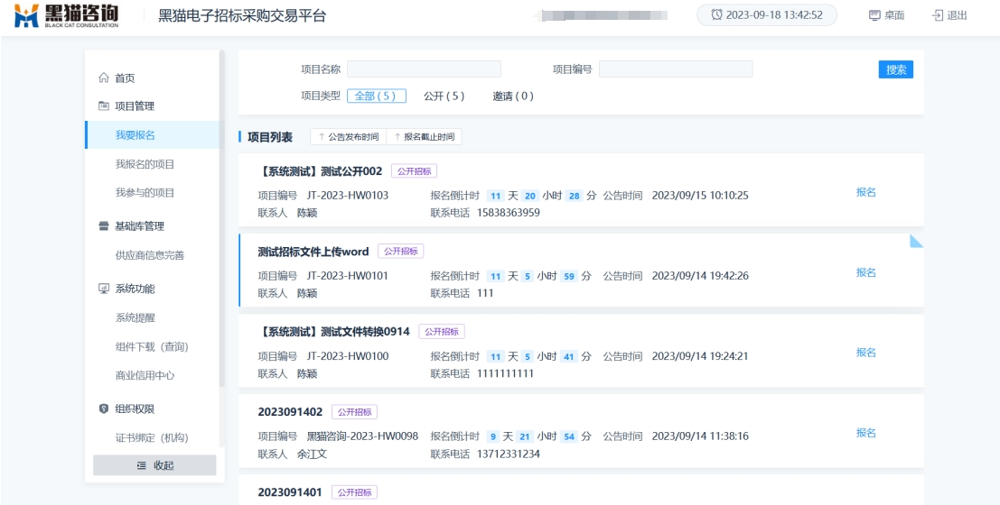 黑猫咨询
BLACK CAT CONSULTATION
黑猫电子招标采购交易平台
2023-09-18 13:42:52
桌面
退出
首页
项目管理
我要报名
我报名的项目
我参与的项目
基础库管理
供应商信息完善
系统功能
系统提醒
组件下载（查询）
商业信用中心
组织权限
证书绑定（机构）
收起
项目名称
项目编号
搜索
项目类型 全部 ( 5 ) 公开 ( 5 ) 邀请 ( 0 )
项目列表 ↑ 公告发布时间 ↑ 报名截止时间
【系统测试】测试公开002 公开招标
项目编号 JT-2023-HW0103 报名倒计时 11 天 20 小时 28 分 公告时间 2023/09/15 10:10:25
联系人 陈颖 联系电话 15838363959
报名
测试招标文件上传word 公开招标
项目编号 JT-2023-HW0101 报名倒计时 11 天 5 小时 59 分 公告时间 2023/09/14 19:42:26
联系人 陈颖 联系电话 111
报名
【系统测试】测试文件转换0914 公开招标
项目编号 JT-2023-HW0100 报名倒计时 11 天 5 小时 41 分 公告时间 2023/09/14 19:24:21
联系人 陈颖 联系电话 1111111111
报名
2023091402 公开招标
项目编号 黑猫咨询-2023-HW0098 报名倒计时 9 天 21 小时 54 分 公告时间 2023/09/14 11:38:16
联系人 余江文 联系电话 13712331234
报名
2023091401 公开招标